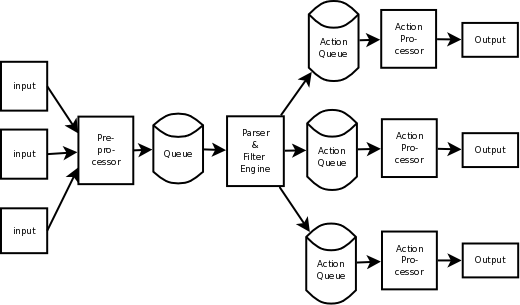 input
input
input
Pre-
pro-
cessor
Queue
Parser
&
Filter
Engine
Action
Queue
Action
Pro-
cessor
Output
Action
Queue
Action
Pro-
cessor
Output
Action
Queue
Action
Pro-
cessor
Output